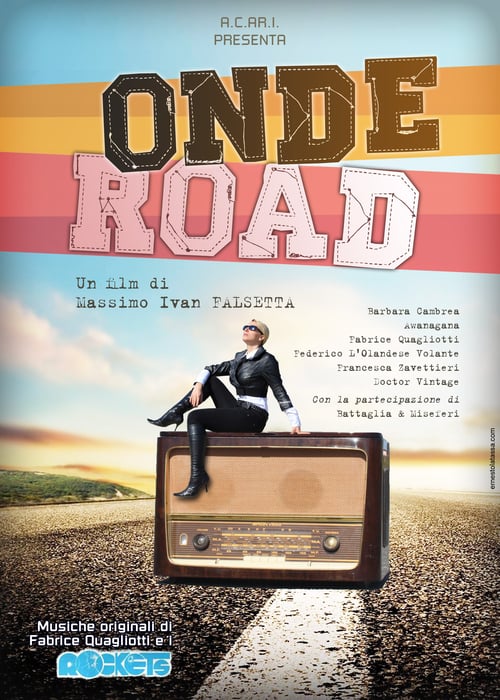 A.C.AR.I.
PRESENTA
ONDE
ROAD
Un film di
Massimo Ivan FALSETTA
Barbara Cambrea
Awanagana
Fabrice Quagliotti
Federico L'Olandese Volante
Francesca Zavettieri
Doctor Vintage
Con la partecipazione di
Battaglia & Miseferi
ernestolatassa.com
Musiche originali di
Fabrice Quagliotti e i
ROCKETS